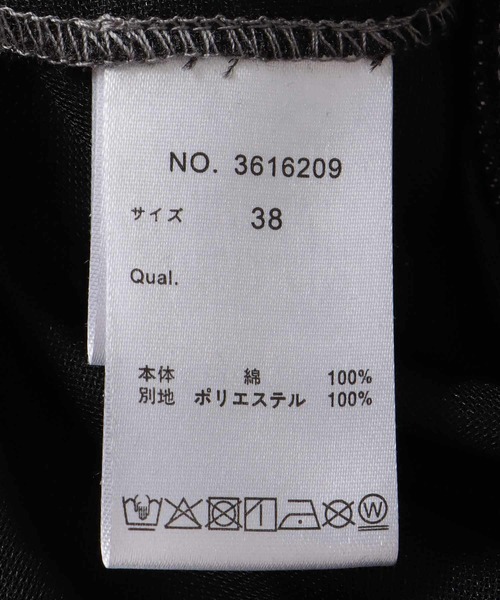 NO. 3616209
サイズ 38
Qual.
本体 綿 100%
別地 ポリエステル 100%
W